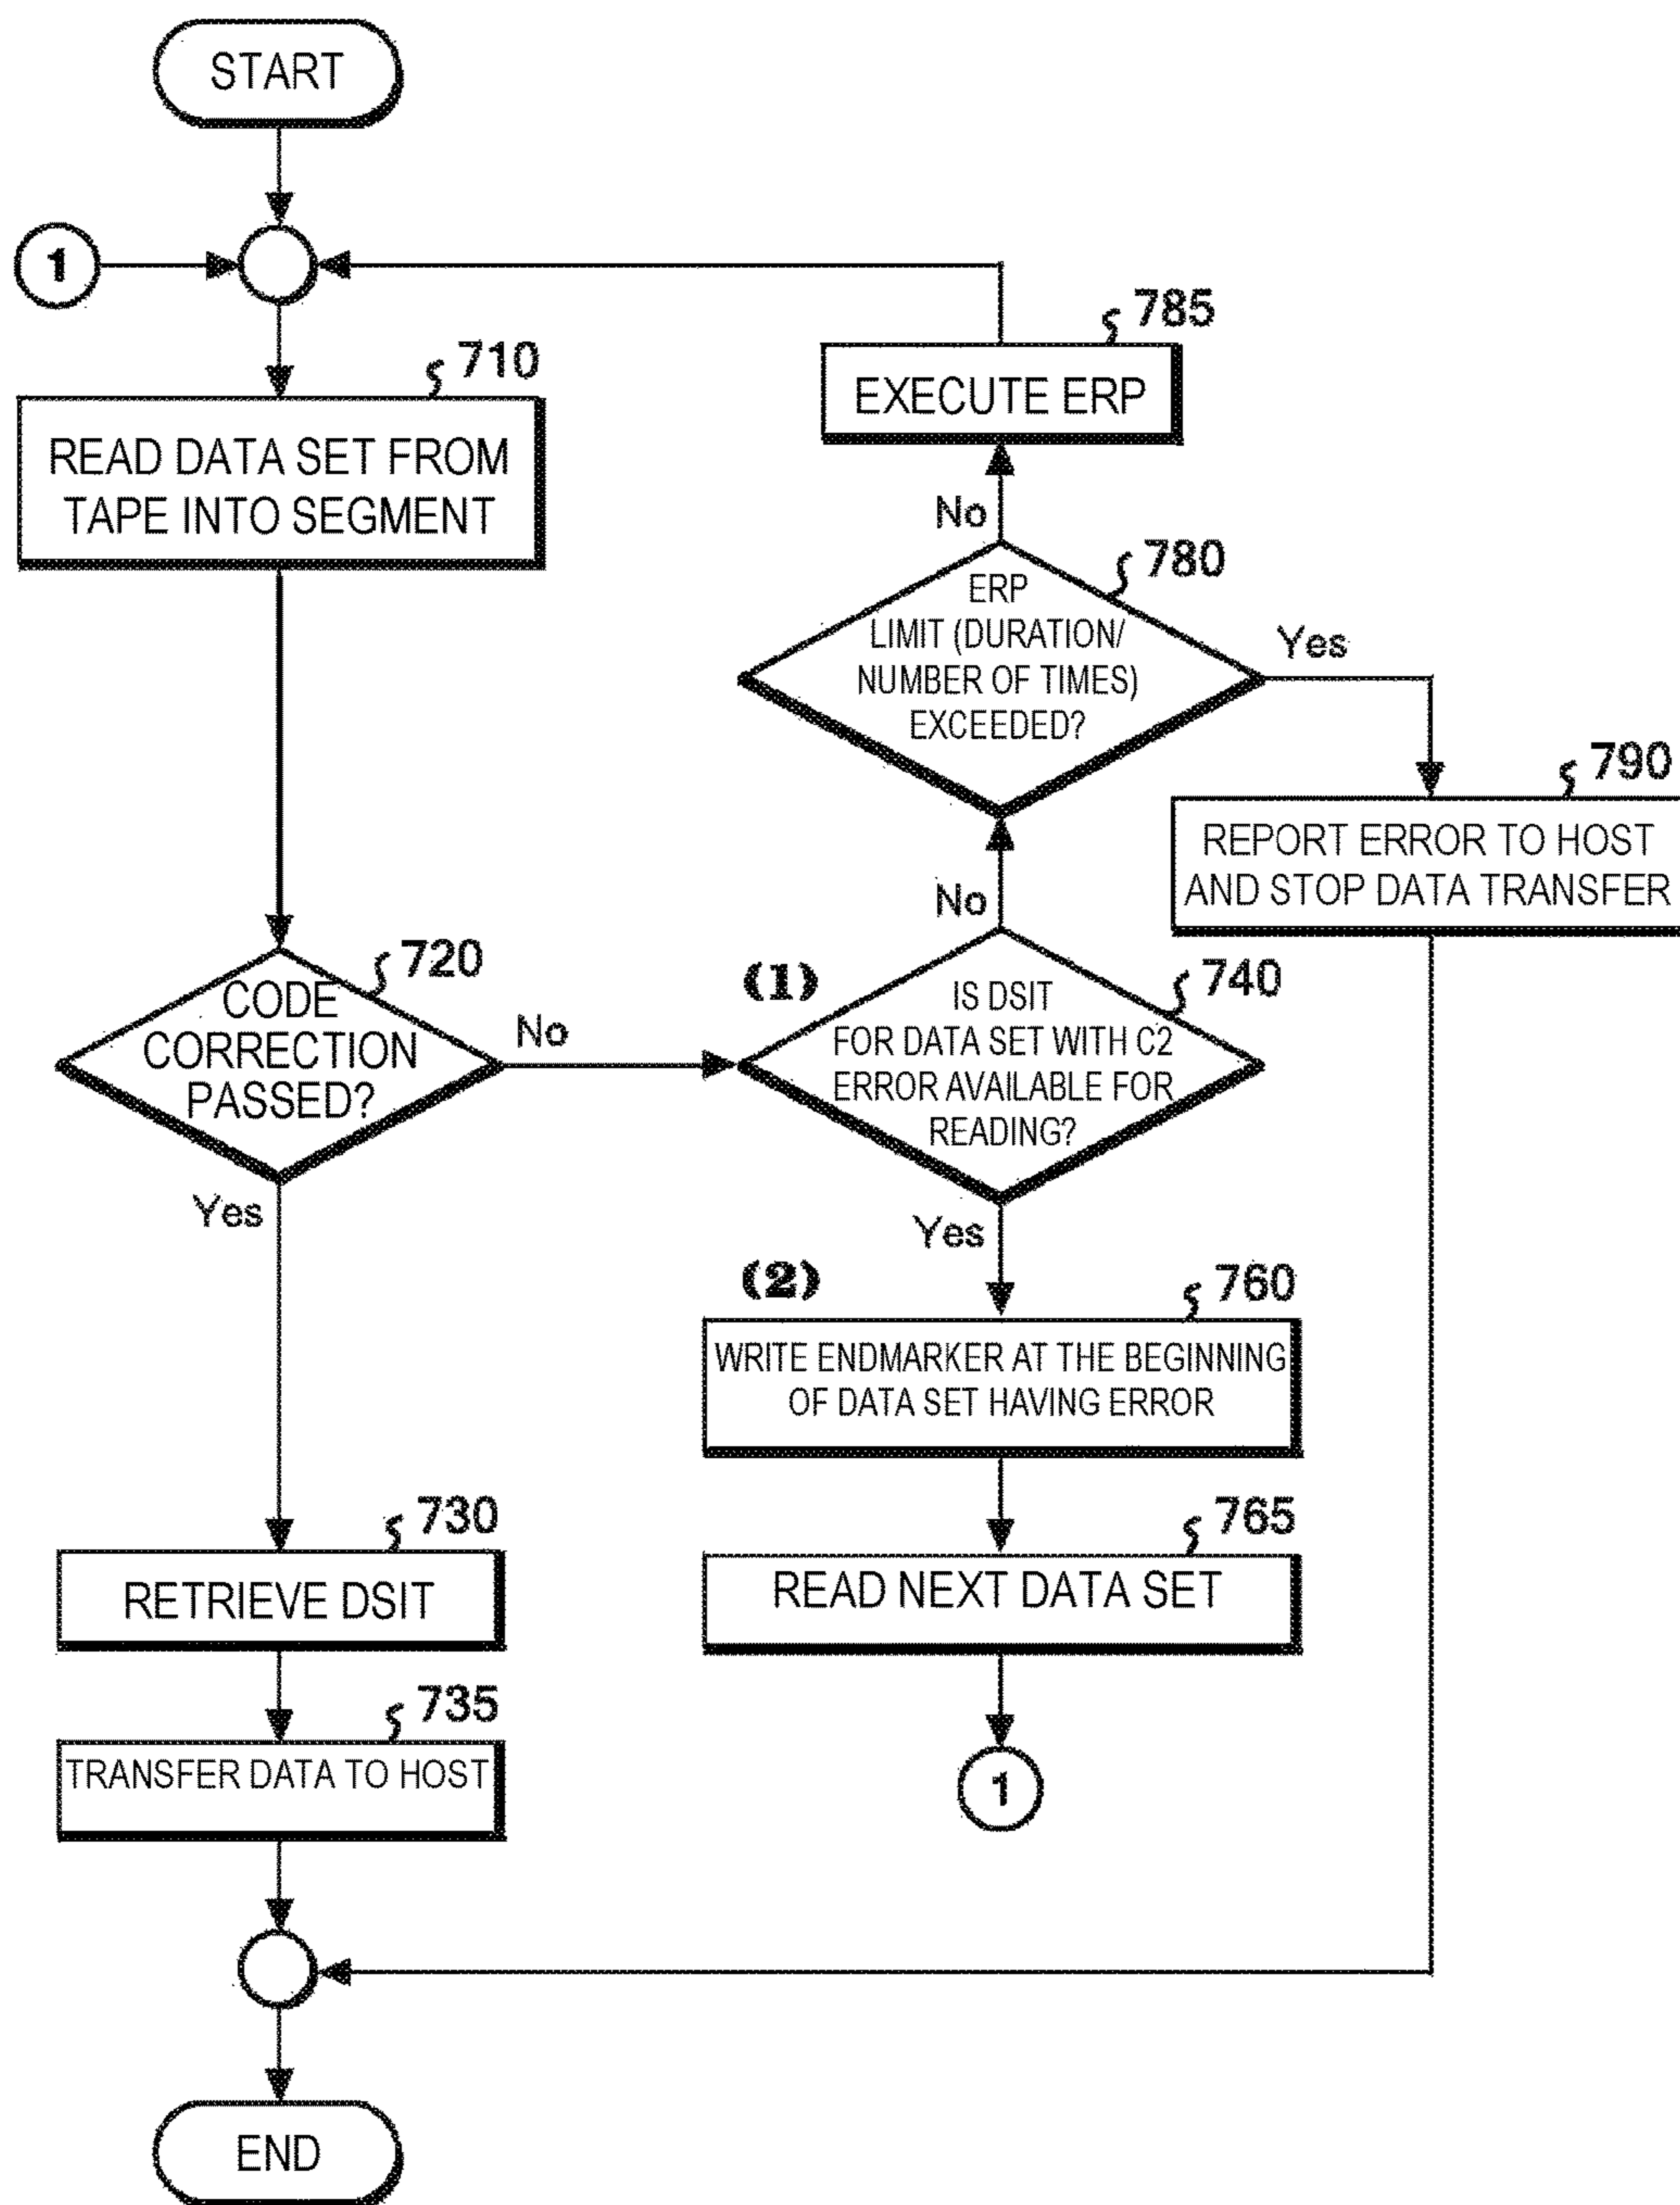 START
1
785
EXECUTE ERP
710
READ DATA SET FROM
TAPE INTO SEGMENT
No
780
ERP
LIMIT (DURATION/
NUMBER OF TIMES)
EXCEEDED?
Yes
790
REPORT ERROR TO HOST
AND STOP DATA TRANSFER
No
720
CODE
CORRECTION
PASSED?
No
Yes
(1)
740
IS DSIT
FOR DATA SET WITH C2
ERROR AVAILABLE FOR
READING?
Yes
(2)
760
WRITE ENDMARKER AT THE BEGINNING
OF DATA SET HAVING ERROR
730
RETRIEVE DSIT
765
READ NEXT DATA SET
735
TRANSFER DATA TO HOST
1
END